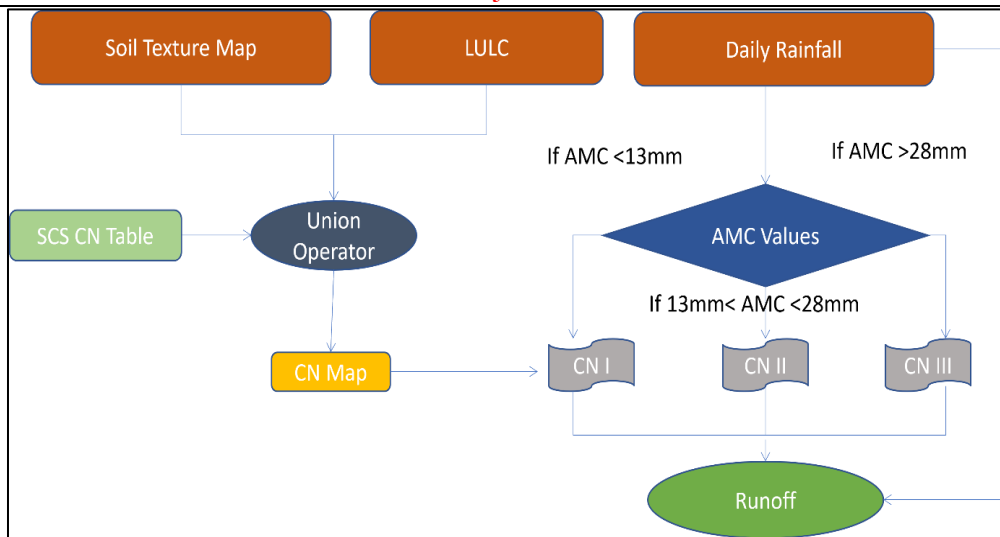 Soil Texture Map
LULC
Daily Rainfall
If AMC <13mm
If AMC >28mm
SCS CN Table
Union
Operator
AMC Values
If 13mm< AMC <28mm
CN Map
CN I
CN II
CN III
Runoff